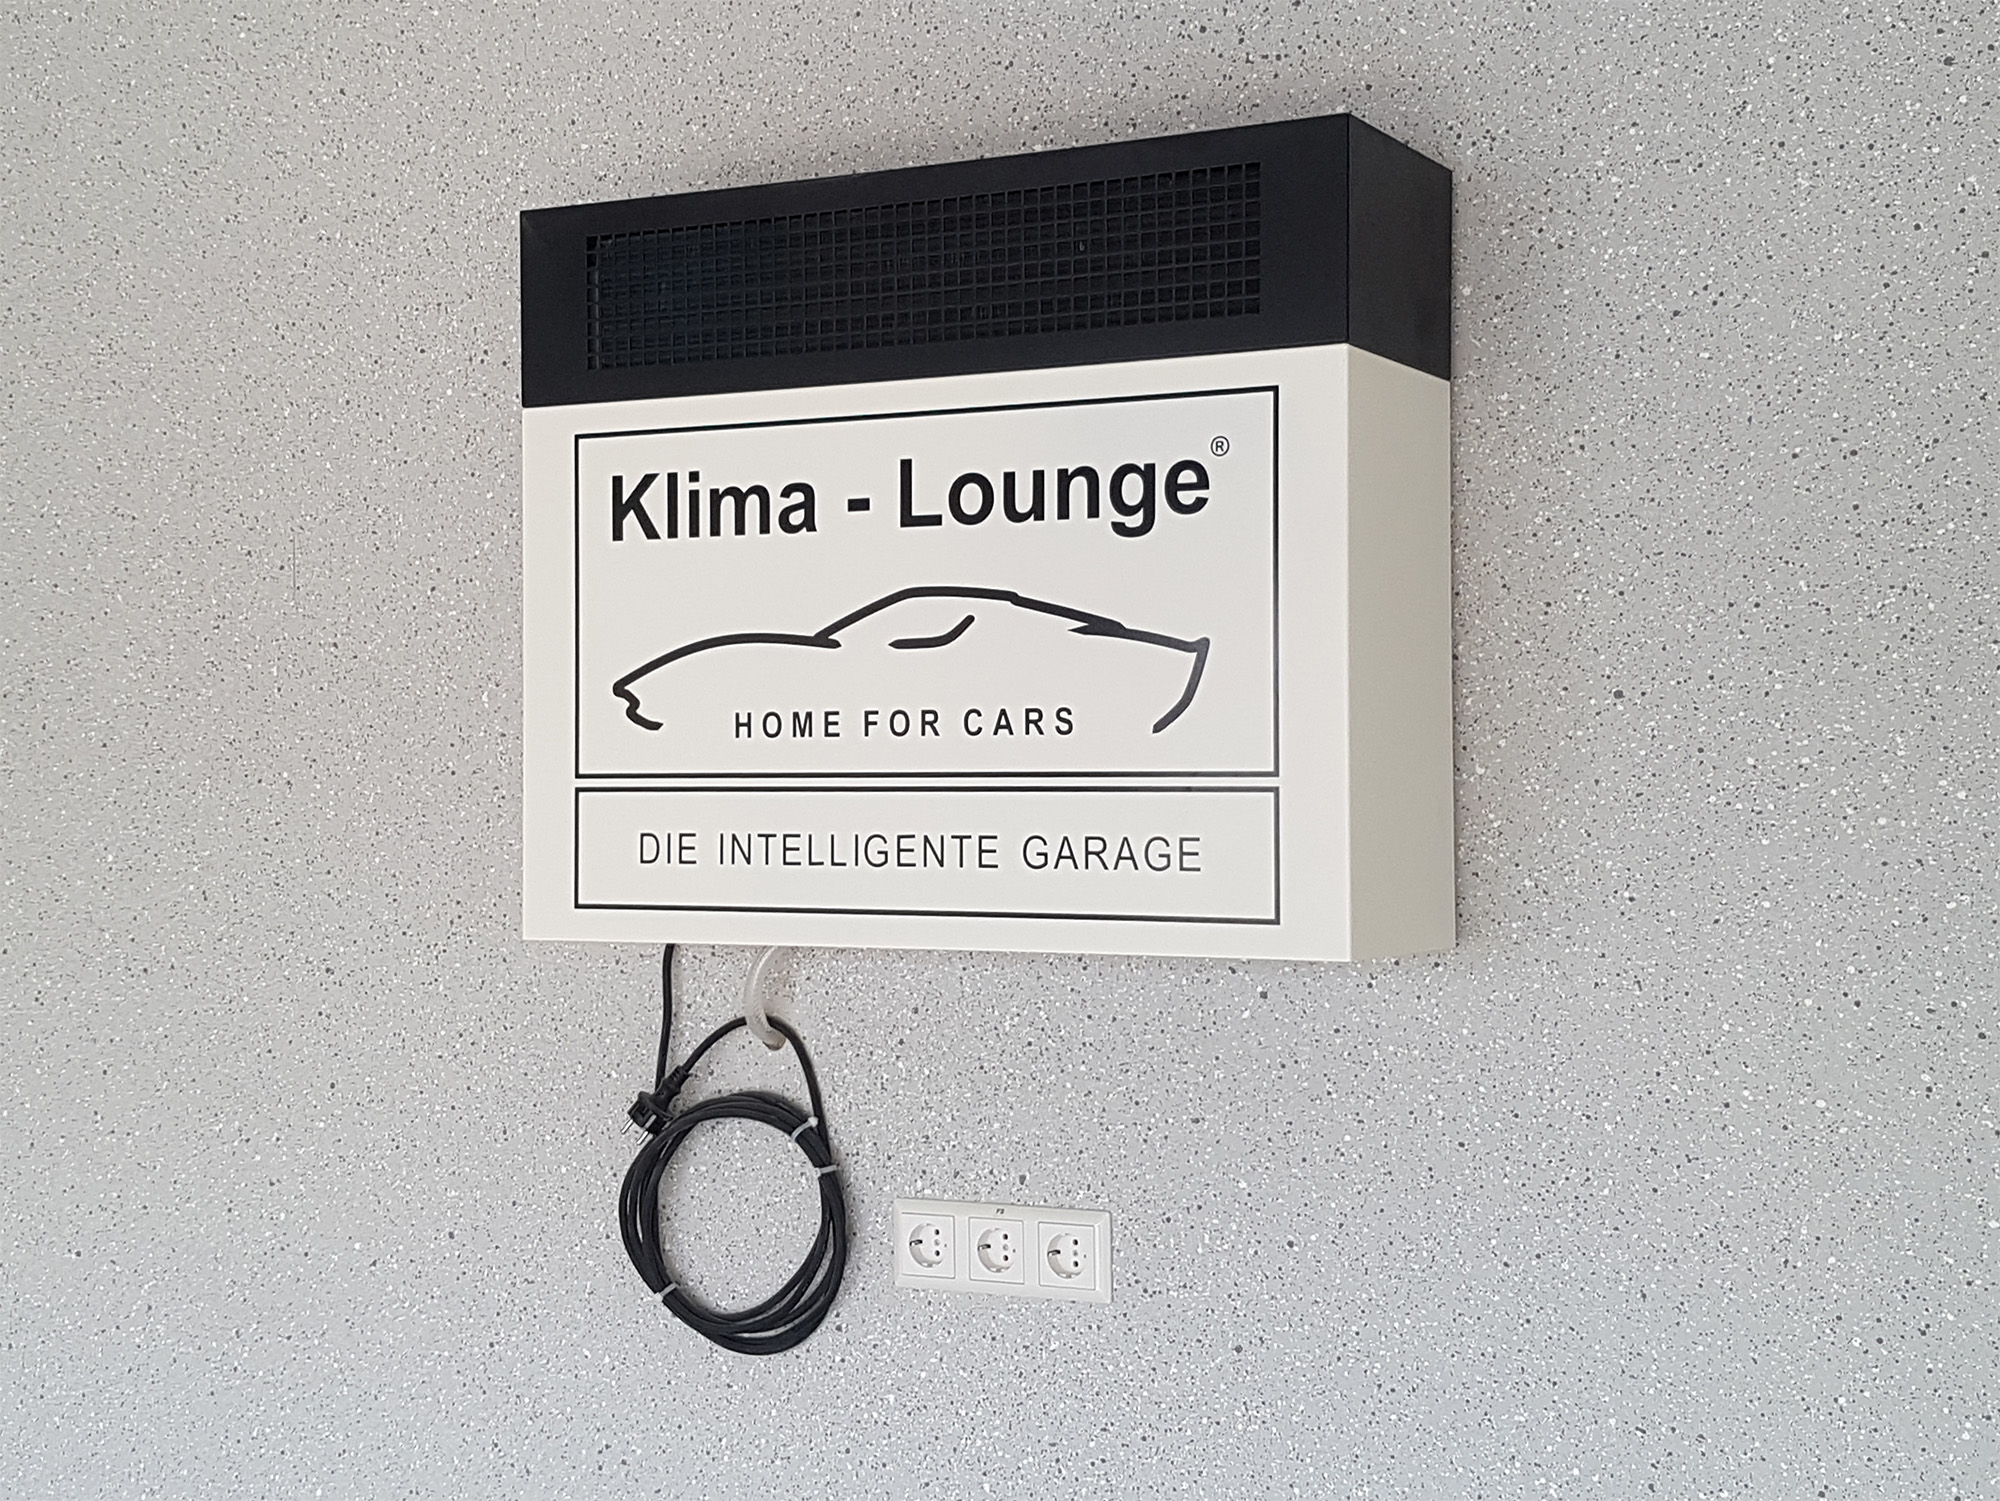 Klima - Lounge®
HOME FOR CARS
DIE INTELLIGENTE GARAGE